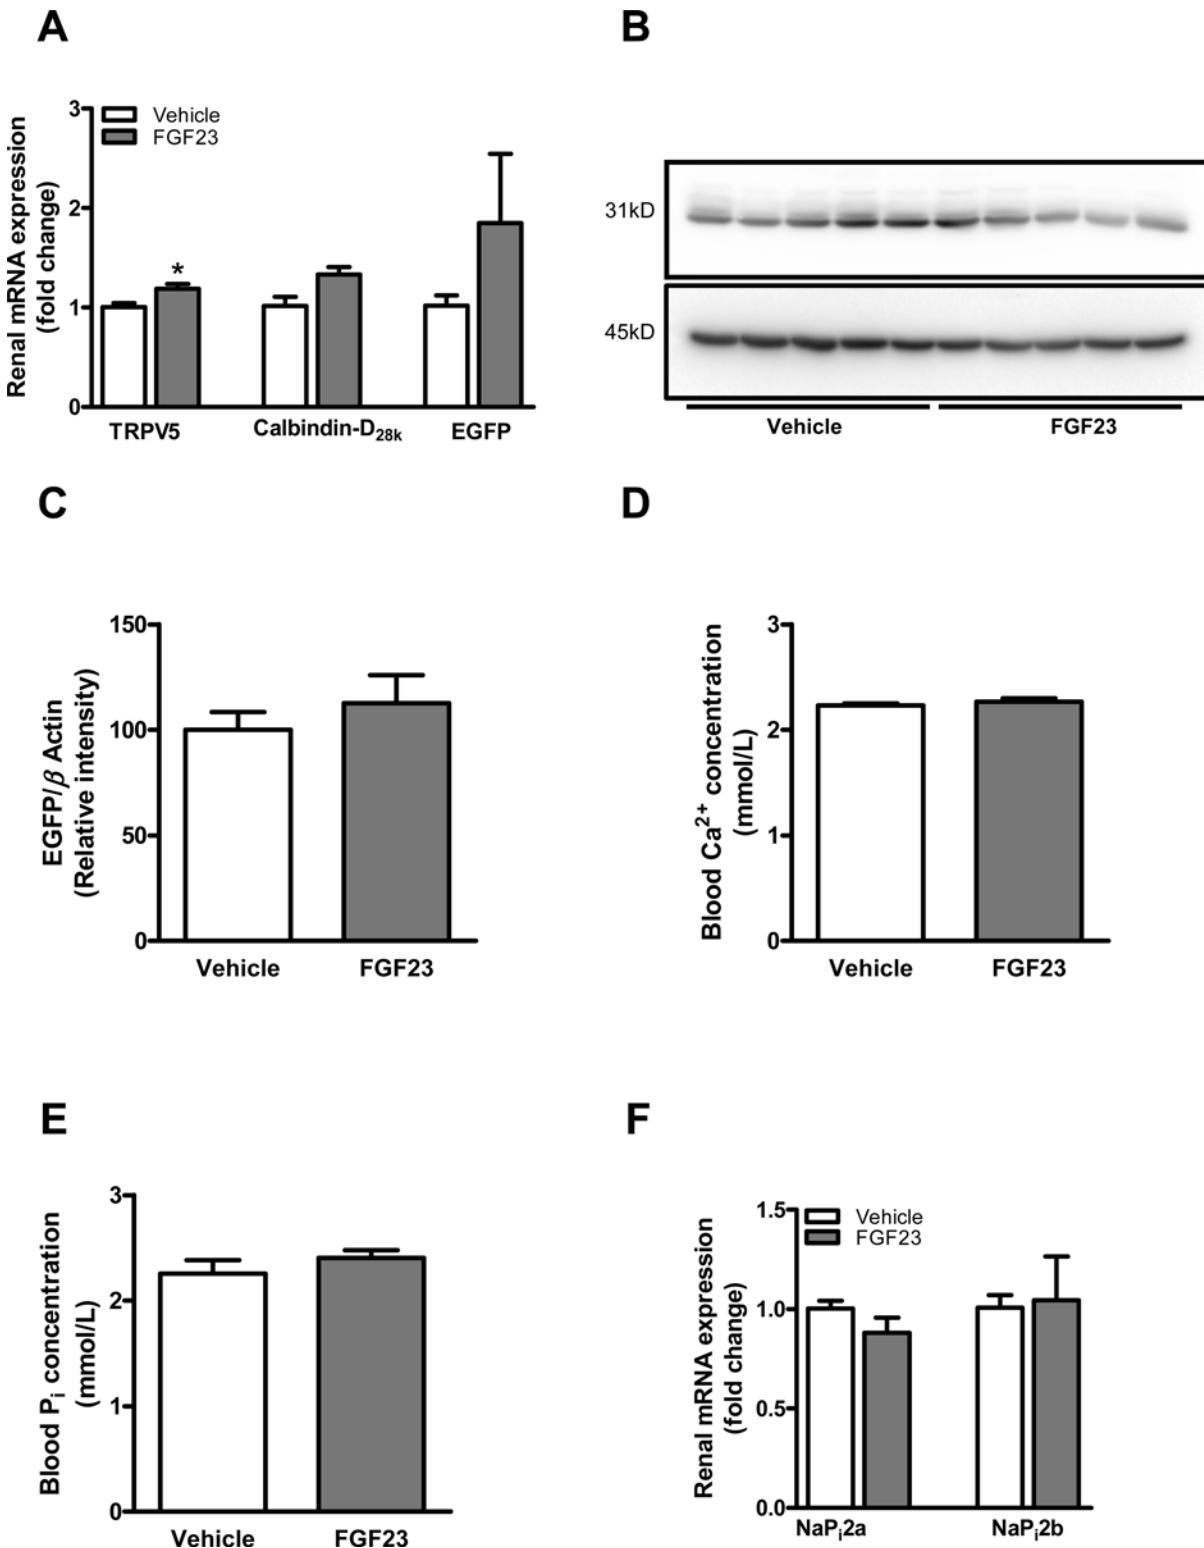 A
Renal mRNA expression
(fold change)
3
2
1
0
Vehicle
FGF23
*
TRPV5
Calbindin-D28k
EGFP
B
31kD
45kD
Vehicle
FGF23
C
EGFP/β Actin
(Relative intensity)
150
100
50
0
Vehicle
FGF23
D
Blood Ca2+ concentration
(mmol/L)
3
2
1
0
Vehicle
FGF23
E
Blood Pi concentration
(mmol/L)
3
2
1
0
Vehicle
FGF23
F
Renal mRNA expression
(fold change)
1.5
1.0
0.5
0.0
Vehicle
FGF23
NaPi2a
NaPi2b